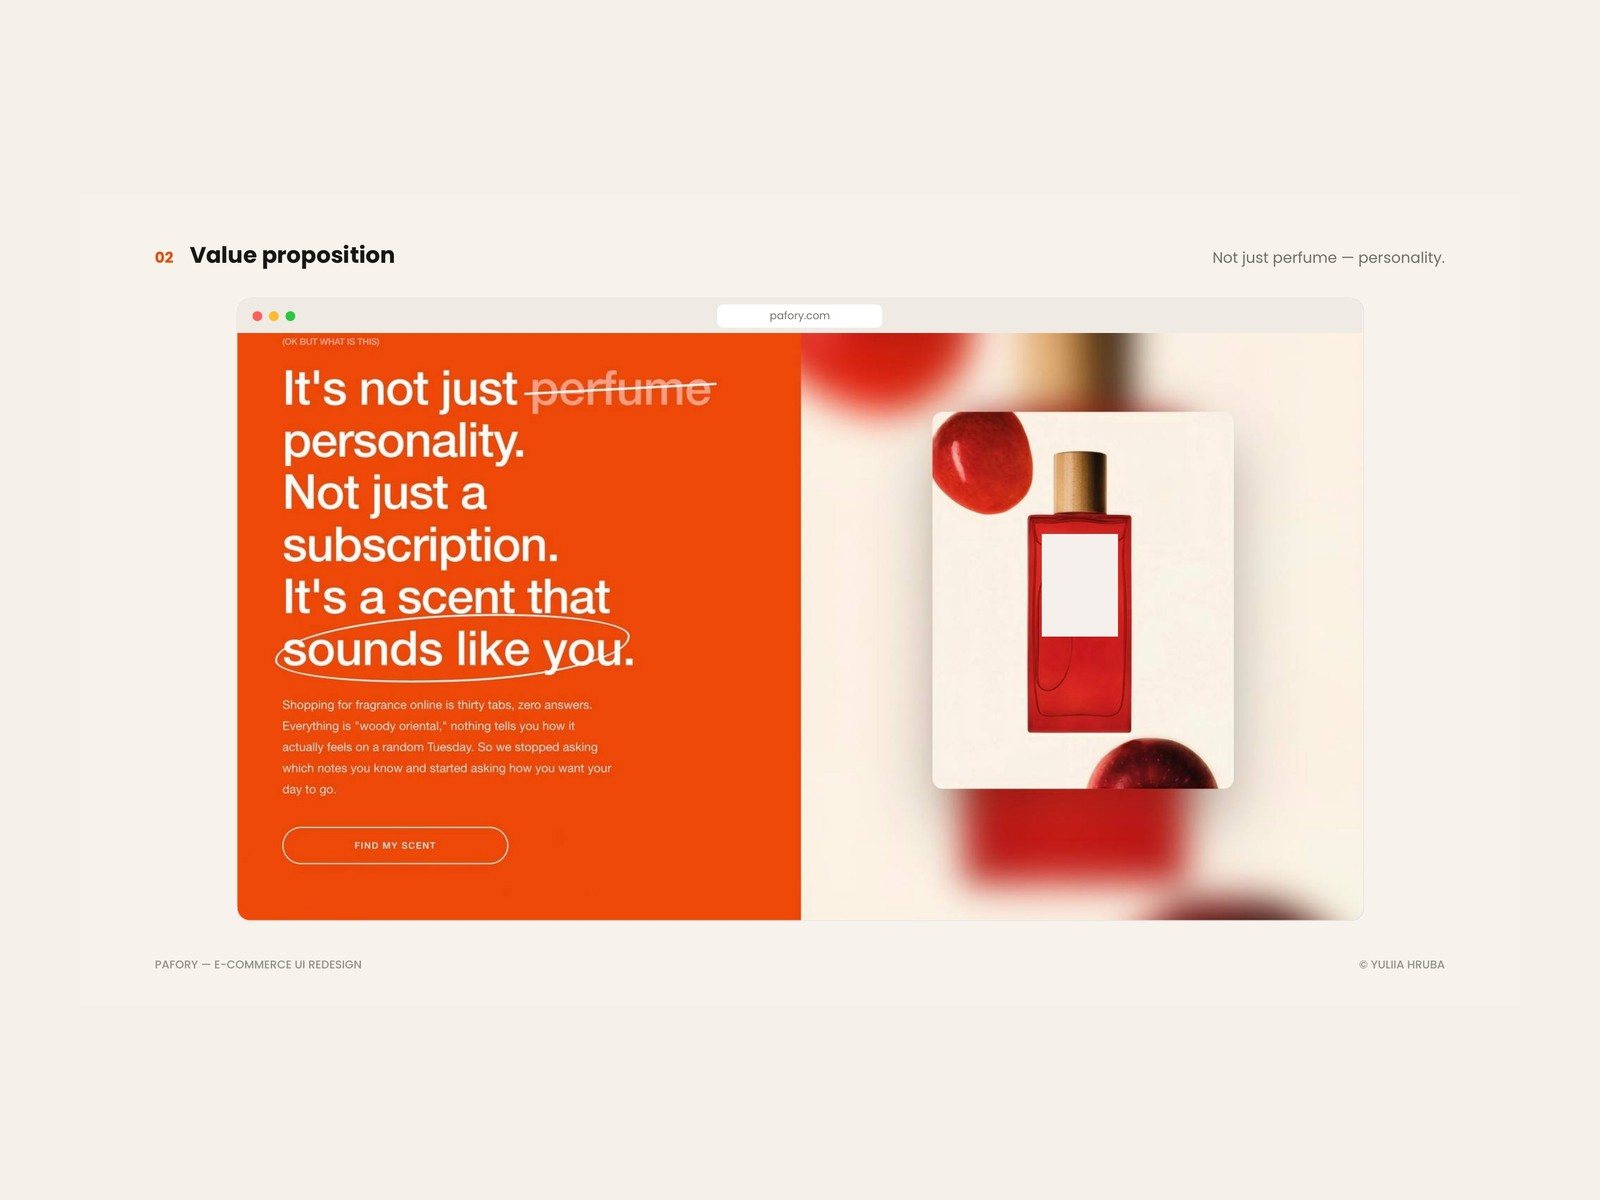 02 Value proposition
Not just perfume — personality.
pafory.com
(OK BUT WHAT IS THIS)
It's not just perfume
personality.
Not just a
subscription.
It's a scent that
sounds like you.
Shopping for fragrance online is thirty tabs, zero answers.
Everything is "woody oriental," nothing tells you how it
actually feels on a random Tuesday. So we stopped asking
which notes you know and started asking how you want your
day to go.
FIND MY SCENT
PAFORY — E-COMMERCE UI REDESIGN
© YULIIA HRUBA